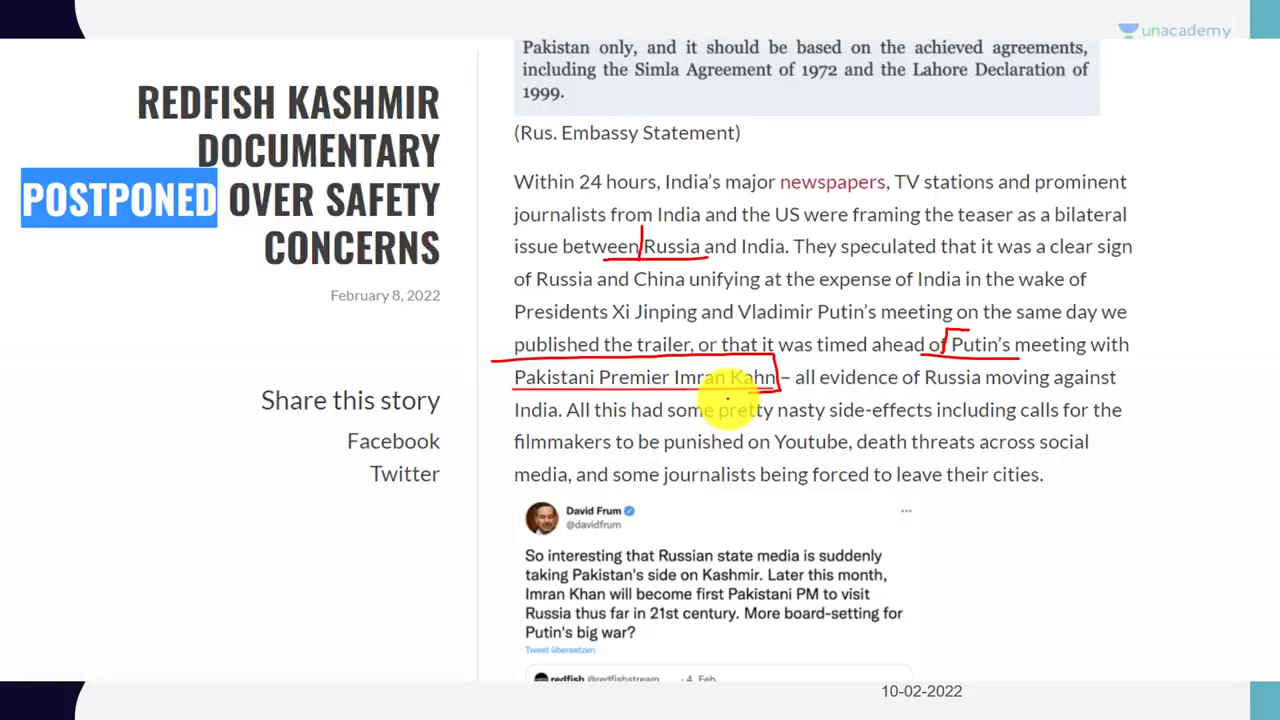 unacademy
REDFISH KASHMIR
DOCUMENTARY
POSTPONED OVER SAFETY
CONCERNS
February 8, 2022
Share this story
Facebook
Twitter
Pakistan only, and it should be based on the achieved agreements,
including the Simla Agreement of 1972 and the Lahore Declaration of
1999.
(Rus. Embassy Statement)
Within 24 hours, India's major newspapers, TV stations and prominent
journalists from India and the US were framing the teaser as a bilateral
issue between Russia and India. They speculated that it was a clear sign
of Russia and China unifying at the expense of India in the wake of
Presidents Xi Jinping and Vladimir Putin's meeting on the same day we
published the trailer, or that it was timed ahead of Putin's meeting with
Pakistani Premier Imran Kahn – all evidence of Russia moving against
India. All this had some pretty nasty side-effects including calls for the
filmmakers to be punished on Youtube, death threats across social
media, and some journalists being forced to leave their cities.
David Frum
@davidfrum
So interesting that Russian state media is suddenly
taking Pakistan's side on Kashmir. Later this month,
Imran Khan will become first Pakistani PM to visit
Russia thus far in 21st century. More board-setting for
Putin's big war?
Tweet übersetzen
redfish @redfishstream · 4. Feb
10-02-2022